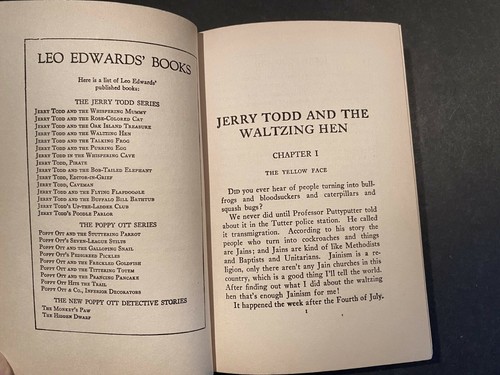 LEO EDWARDS' BOOKS
Here is a list of Leo Edwards'
published books:
THE JERRY TODD SERIES
JERRY TODD AND THE WHISPERING MUMMY
JERRY TODD AND THE ROSE-COLORED CAT
JERRY TODD AND THE OAK ISLAND TREASURE
JERRY TODD AND THE WALTZING HEN
JERRY TODD AND THE TALKING FROG
JERRY TODD AND THE PURRING EGG
JERRY TODD IN THE WHISPERING CAVE
JERRY TODD, PIRATE
JERRY TODD AND THE BOB-TAILED ELEPHANT
JERRY TODD, EDITOR-IN-GRIEF
JERRY TODD, CAVEMAN
JERRY TODD AND THE FLYING FLAPDOODLE
JERRY TODD AND THE BUFFALO BILL BATHTUB
JERRY TODD'S UP-THE-LADDER CLUB
JERRY TODD'S POODLE PARLOR
THE POPPY OTT SERIES
POPPY OTT AND THE STUTTERING PARROT
POPPY OTT'S SEVEN-LEAGUE STILTS
POPPY OTT AND THE GALLOPING SNAIL
POPPY OTT'S PEDIGREED PICKLES
POPPY OTT AND THE FRECKLED GOLDFISH
POPPY OTT AND THE TITTERING TOTEM
POPPY OTT AND THE PRANCING PANCAKE
POPPY OTT HITS THE TRAIL
POPPY OTT & CO., INFERIOR DECORATORS
THE NEW POPPY OTT DETECTIVE STORIES
THE MONKEY'S PAW
THE HIDDEN DWARF
JERRY TODD AND THE
WALTZING HEN
CHAPTER I
THE YELLOW FACE
DID you ever hear of people turning into bull-
frogs and bloodsuckers and caterpillars and
squash bugs?
We never did until Professor Puttyputter told
about it in the Tutter police station. He called
it transmigration. According to his story the
people who turn into cockroaches and things
are Jains; and Jains are kind of like Methodists
and Baptists and Unitarians. Jainism is a re-
ligion, only there aren't any Jain churches in this
country, which is a good thing I'll tell the world.
After finding out what I did about the waltzing
hen that's enough Jainism for me!
It happened the week after the Fourth of July.
1